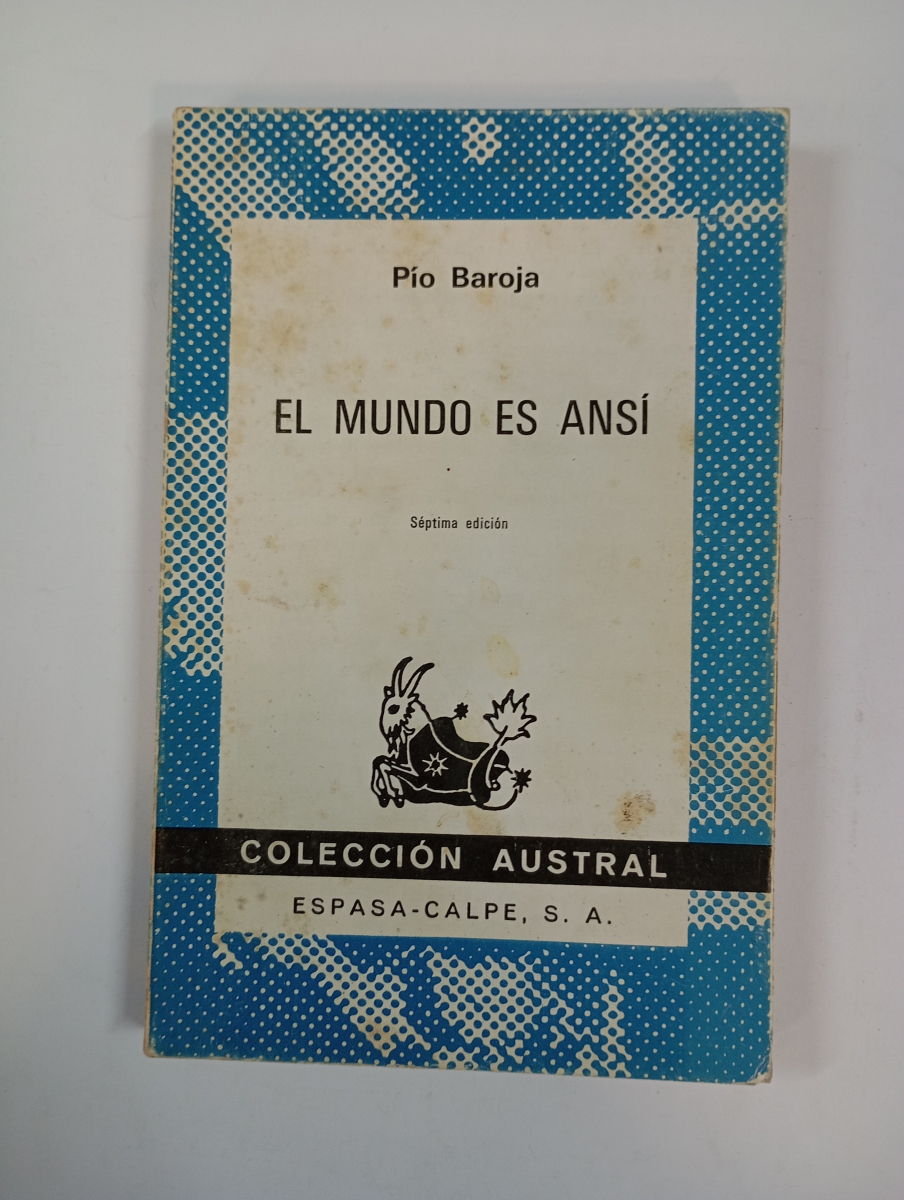 Pío Baroja
EL MUNDO ES ANSÍ
Séptima edición
COLECCIÓN AUSTRAL
ESPASA-CALPE, S. A.